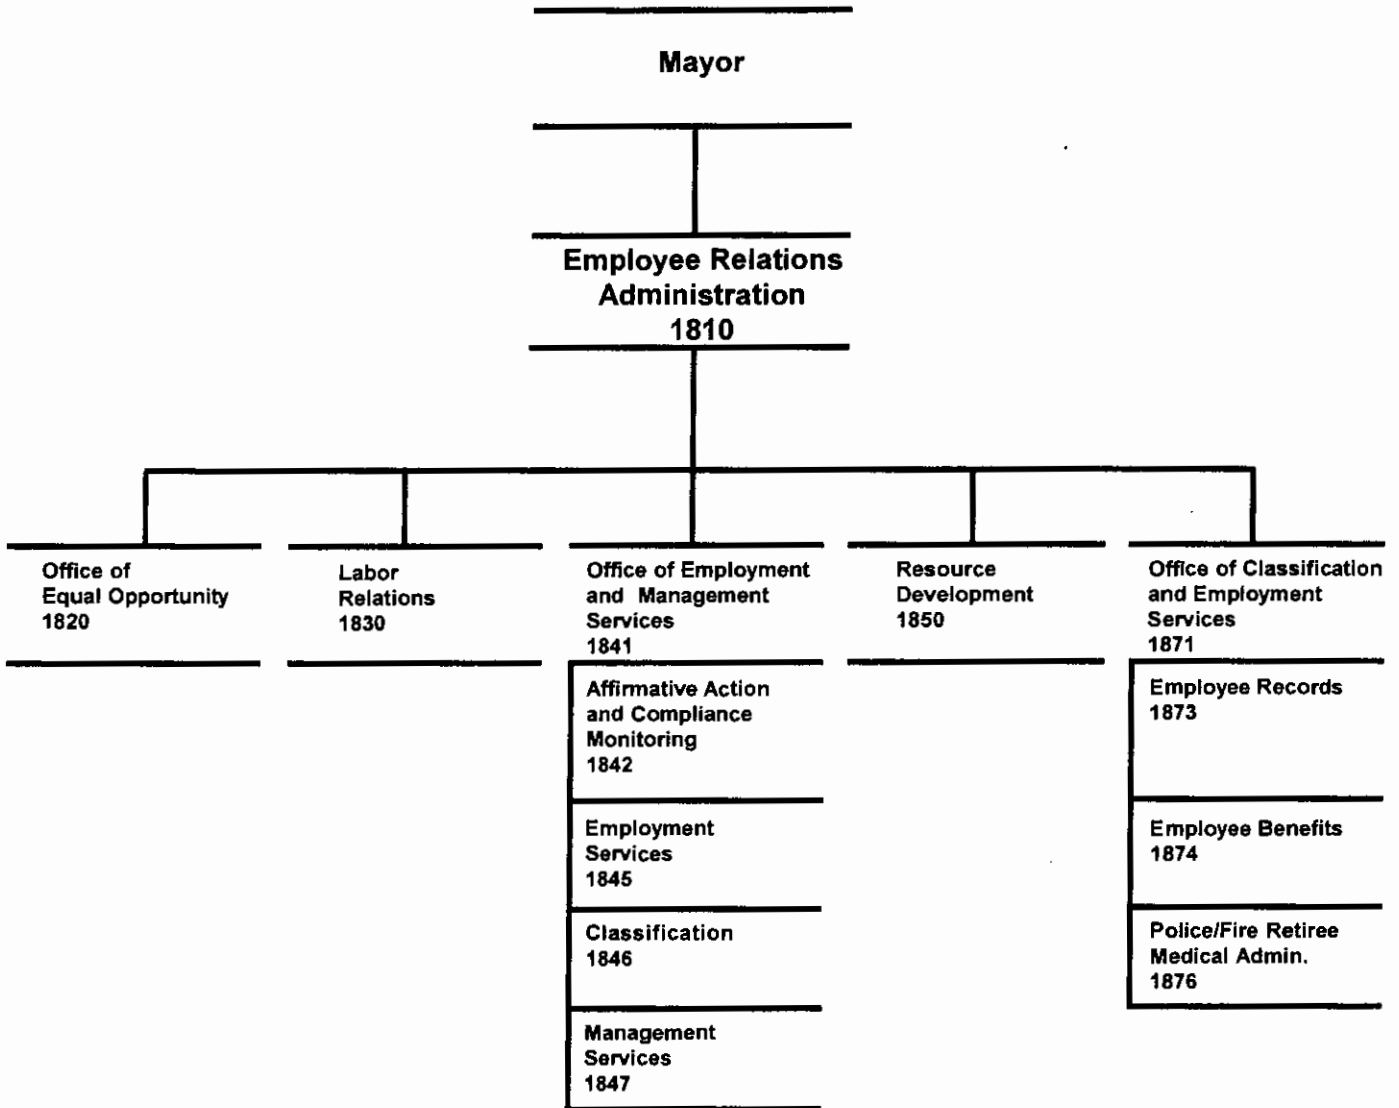 Mayor
Employee Relations
Administration
1810
Office of
Equal Opportunity
1820
Labor
Relations
1830
Office of Employment
and Management
Services
1841
Affirmative Action
and Compliance
Monitoring
1842
Employment
Services
1845
Classification
1846
Management
Services
1847
Resource
Development
1850
Office of Classification
and Employment
Services
1871
Employee Records
1873
Employee Benefits
1874
Police/Fire Retiree
Medical Admin.
1876